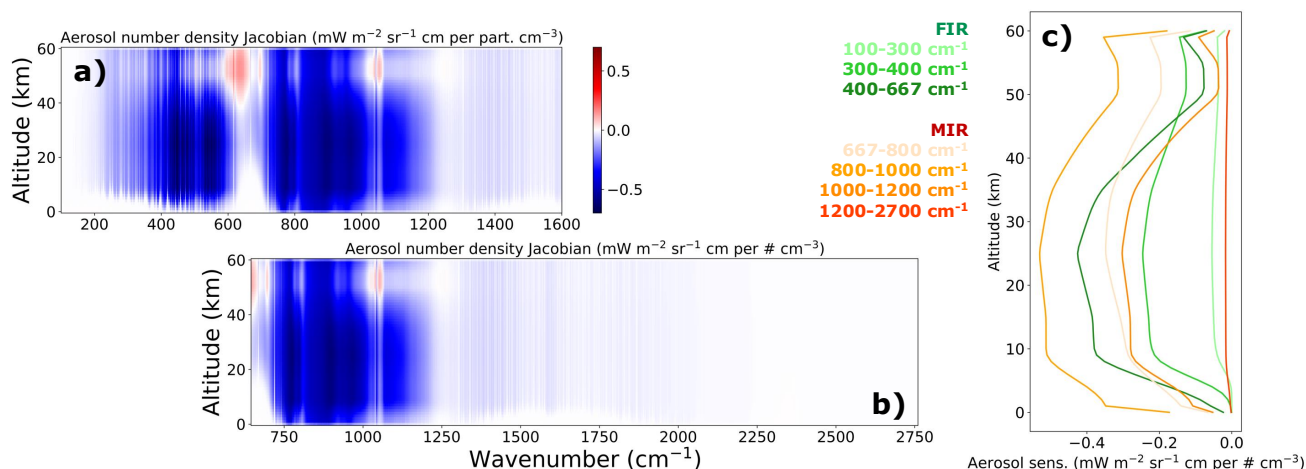 Aerosol number density Jacobian (mW m⁻² sr⁻¹ cm per part. cm⁻³)
a)
Altitude (km)
60
40
20
0
200 400 600 800 1000 1200 1400 1600
0.5
0.0
−0.5
Aerosol number density Jacobian (mW m⁻² sr⁻¹ cm per # cm⁻³)
b)
Altitude (km)
60
40
20
0
750 1000 1250 1500 1750 2000 2250 2500 2750
Wavenumber (cm⁻¹)
FIR
100-300 cm⁻¹
300-400 cm⁻¹
400-667 cm⁻¹
MIR
667-800 cm⁻¹
800-1000 cm⁻¹
1000-1200 cm⁻¹
1200-2700 cm⁻¹
c)
Altitude (km)
60
50
40
30
20
10
0
−0.4 −0.2 0.0
Aerosol sens. (mW m⁻² sr⁻¹ cm per # cm⁻³)